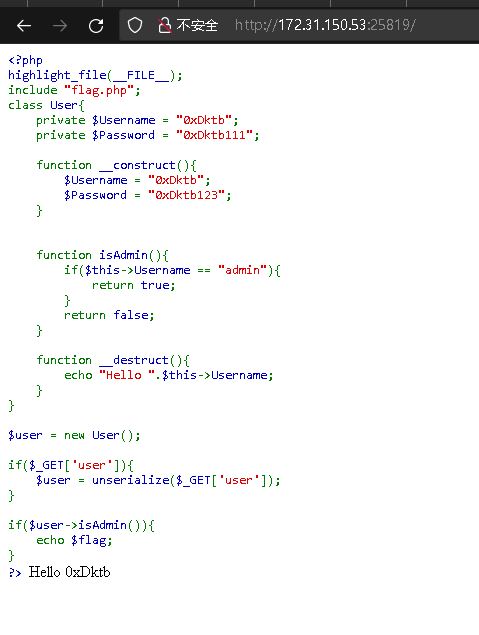 不安全 http://172.31.150.53:25819/
<?php
highlight_file(__FILE__);
include "flag.php";
class User{
    private $Username = "0xDktb";
    private $Password = "0xDktb111";

    function __construct(){
        $Username = "0xDktb";
        $Password = "0xDktb123";
    }

    function isAdmin(){
        if($this->Username == "admin"){
            return true;
        }
        return false;
    }

    function __destruct(){
        echo "Hello ".$this->Username;
    }
}

$user = new User();

if($_GET['user']){
    $user = unserialize($_GET['user']);
}

if($user->isAdmin()){
    echo $flag;
}
?> Hello 0xDktb